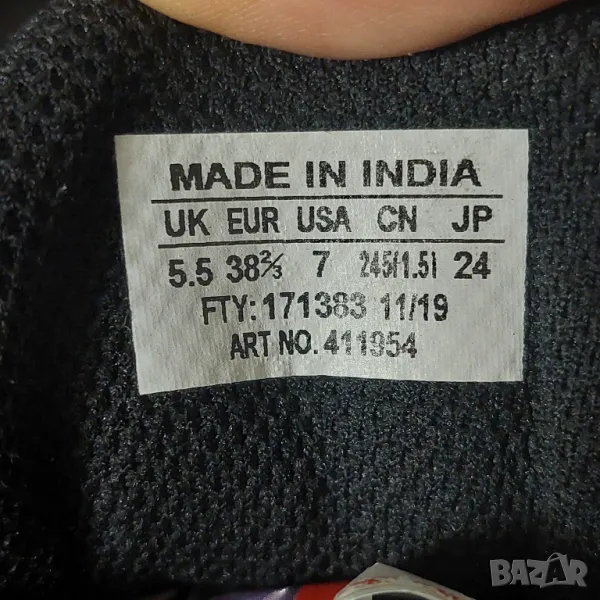 MADE IN INDIA
UK EUR USA CN JP
5.5 38⅔ 7 245(1.5) 24
FTY: 171383 11/19
ART NO. 411954
BAZAR